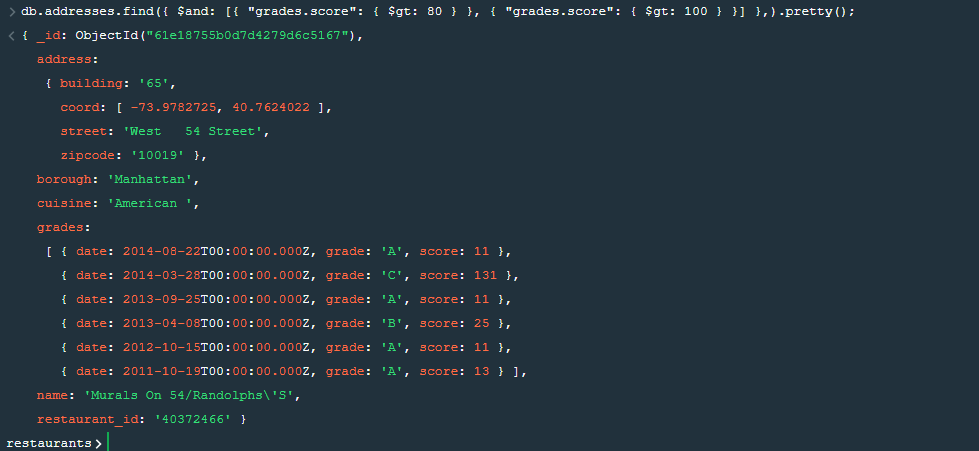 > db.addresses.find({ $and: [{ "grades.score": { $gt: 80 } }, { "grades.score": { $gt: 100 } }] },).pretty();
< { _id: ObjectId("61e18755b0d7d4279d6c5167"),
address:
{ building: '65',
coord: [ -73.9782725, 40.7624022 ],
street: 'West   54 Street',
zipcode: '10019' },
borough: 'Manhattan',
cuisine: 'American ',
grades:
[ { date: 2014-08-22T00:00:00.000Z, grade: 'A', score: 11 },
{ date: 2014-03-28T00:00:00.000Z, grade: 'C', score: 131 },
{ date: 2013-09-25T00:00:00.000Z, grade: 'A', score: 11 },
{ date: 2013-04-08T00:00:00.000Z, grade: 'B', score: 25 },
{ date: 2012-10-15T00:00:00.000Z, grade: 'A', score: 11 },
{ date: 2011-10-19T00:00:00.000Z, grade: 'A', score: 13 } ],
name: 'Murals On 54/Randolphs\'S',
restaurant_id: '40372466' }
restaurants>